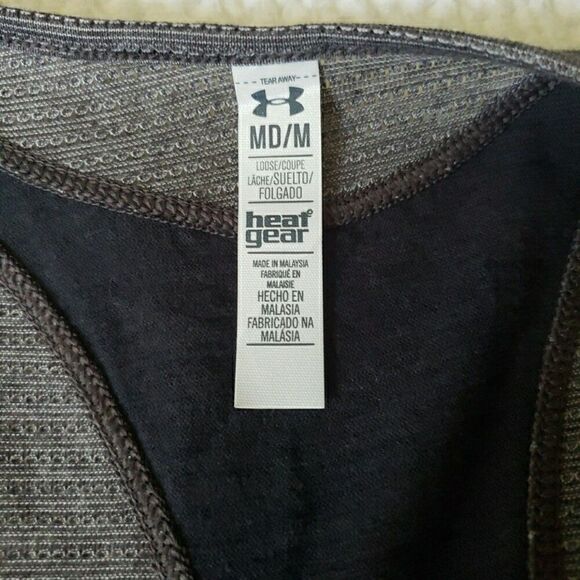 TEAR AWAY
MD/M
LOOSE/COUPE
LÂCHE/SUELTO/
FOLGADO
heat
gear
MADE IN MALAYSIA
FABRIQUÉ EN
MALAISIE
HECHO EN
MALASIA
FABRICADO NA
MALÁSIA